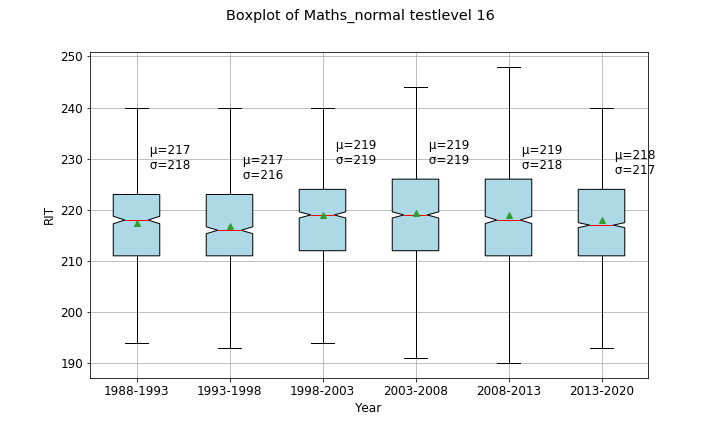 Boxplot of Maths_normal testlevel 16
250
240
230
220
210
200
190
RIT
μ=217
σ=218
μ=217
σ=216
μ=219
σ=219
μ=219
σ=219
μ=219
σ=218
μ=218
σ=217
1988-1993 1993-1998 1998-2003 2003-2008 2008-2013 2013-2020
Year